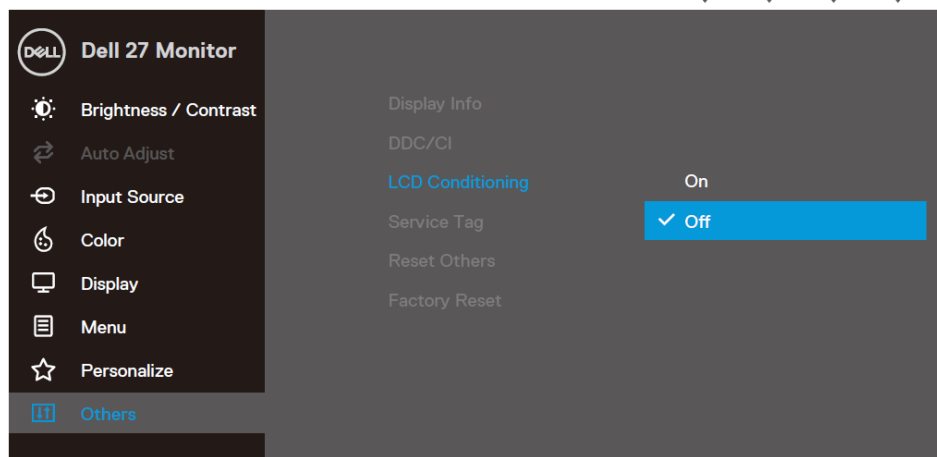 DELL
Dell 27 Monitor
Brightness / Contrast
Auto Adjust
Input Source
Color
Display
Menu
Personalize
Others
Display Info
DDC/CI
LCD Conditioning
Service Tag
Reset Others
Factory Reset
On
Off